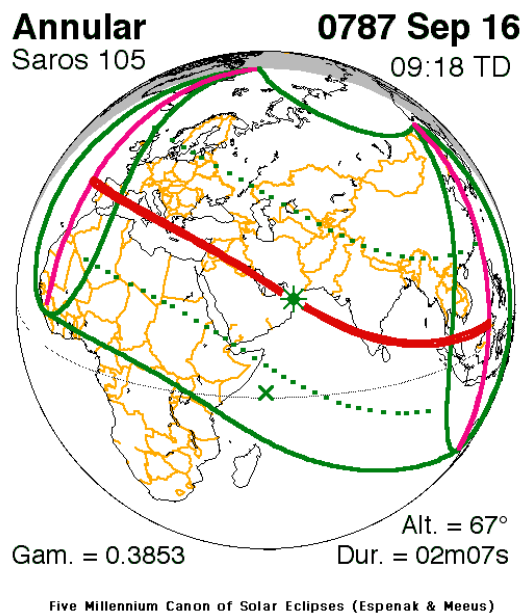 Annular
0787 Sep 16
Saros 105
09:18 TD
Alt. = 67°
Gam. = 0.3853
Dur. = 02m07s
Five Millennium Canon of Solar Eclipses (Espenak & Meeus)